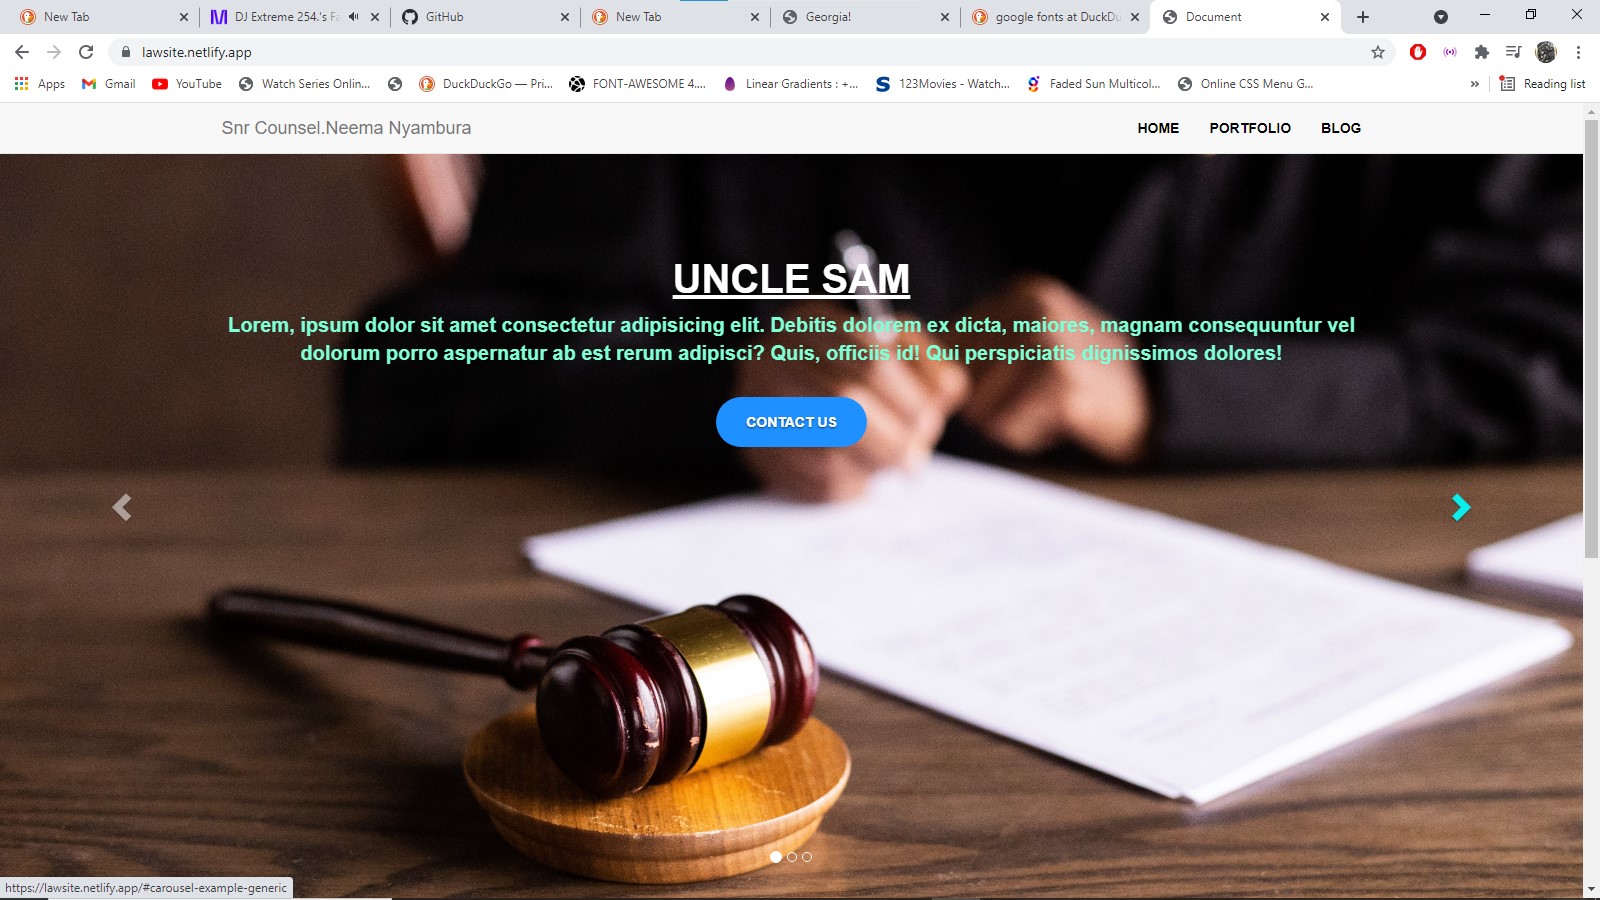 New Tab
DJ Extreme 254.'s Fa
GitHub
New Tab
Georgia!
google fonts at DuckDu
Document
lawsite.netlify.app
Apps
Gmail
YouTube
Watch Series Onlin...
DuckDuckGo — Pri...
FONT-AWESOME 4....
Linear Gradients : +...
123Movies - Watch...
Faded Sun Multicol...
Online CSS Menu G...
»
Reading list
Snr Counsel.Neema Nyambura
HOME
PORTFOLIO
BLOG
UNCLE SAM
Lorem, ipsum dolor sit amet consectetur adipisicing elit. Debitis dolorem ex dicta, maiores, magnam consequuntur vel
dolorum porro aspernatur ab est rerum adipisci? Quis, officiis id! Qui perspiciatis dignissimos dolores!
CONTACT US
https://lawsite.netlify.app/#carousel-example-generic